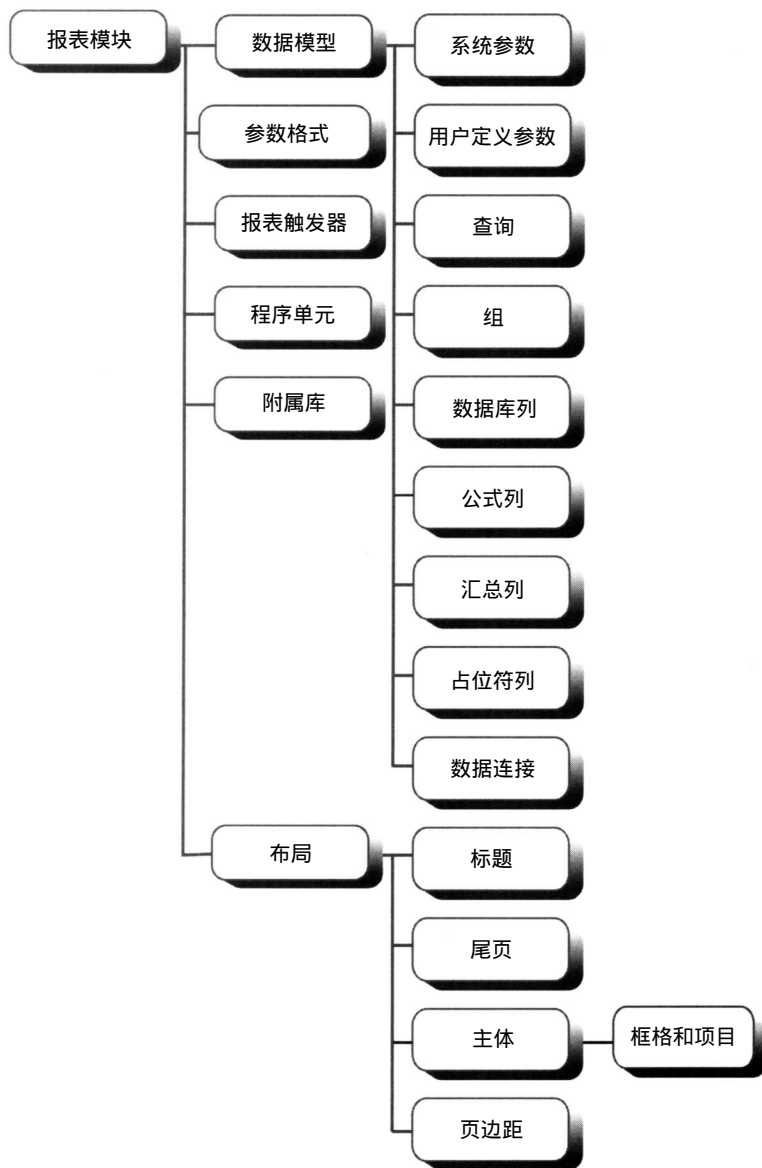 报表模块
数据模型
系统参数
参数格式
用户定义参数
报表触发器
查询
程序单元
组
附属库
数据库列
公式列
汇总列
占位符列
数据连接
布局
标题
尾页
主体
框格和项目
页边距